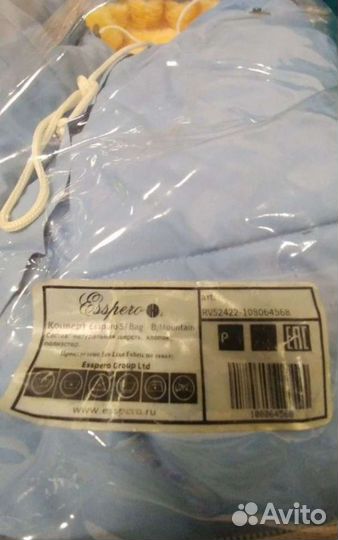 Esspero
арт.
RV52422-108064568
Конверт Esspero S/Bag B/Mountain
Состав: натуральная шерсть, хлопок,
полиэстер.
P
EAC
Esspero Group Ltd
www.esspero.ru
108064568
Avito